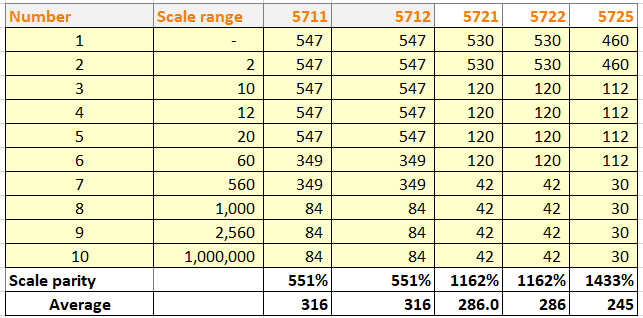 Number Scale range 5711 5712 5721 5722 5725
1 - 547 547 530 530 460
2 2 547 547 530 530 460
3 10 547 547 120 120 112
4 12 547 547 120 120 112
5 20 547 547 120 120 112
6 60 349 349 120 120 112
7 560 349 349 42 42 30
8 1,000 84 84 42 42 30
9 2,560 84 84 42 42 30
10 1,000,000 84 84 42 42 30
Scale parity 551% 551% 1162% 1162% 1433%
Average 316 316 286.0 286 245